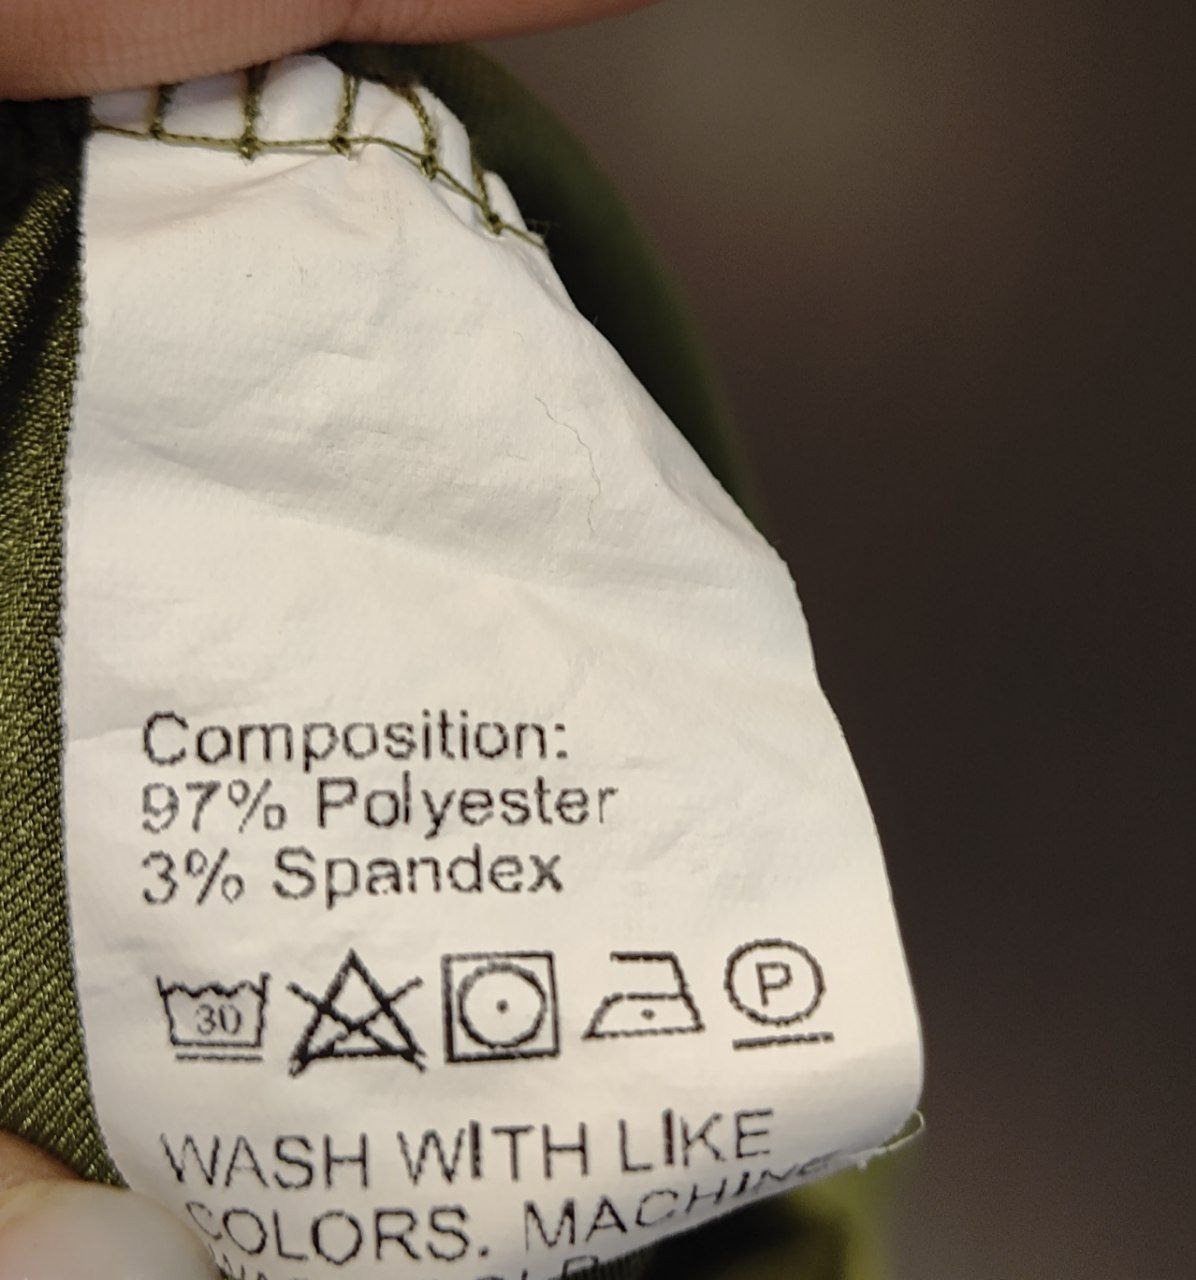 Composition:
97% Polyester
3% Spandex
30
P
WASH WITH LIKE
COLORS. MACHINE